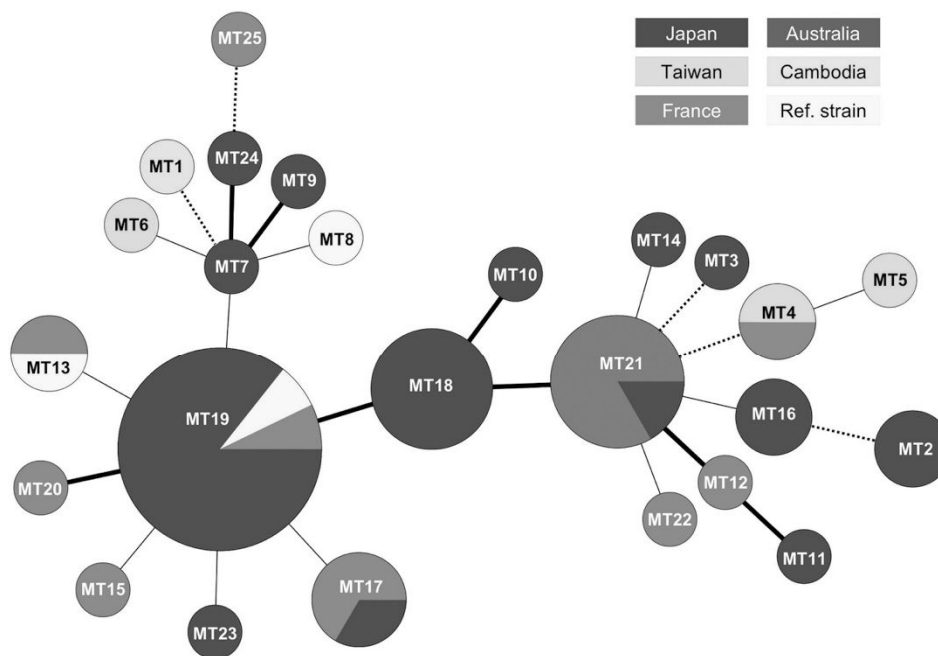 MT25
Japan Australia
Taiwan Cambodia
France Ref. strain
MT1 MT24 MT9
MT6 MT8
MT7
MT14 MT3
MT10
MT5
MT4
MT13
MT19
MT18
MT21
MT16
MT2
MT20
MT12
MT22
MT11
MT15
MT17
MT23